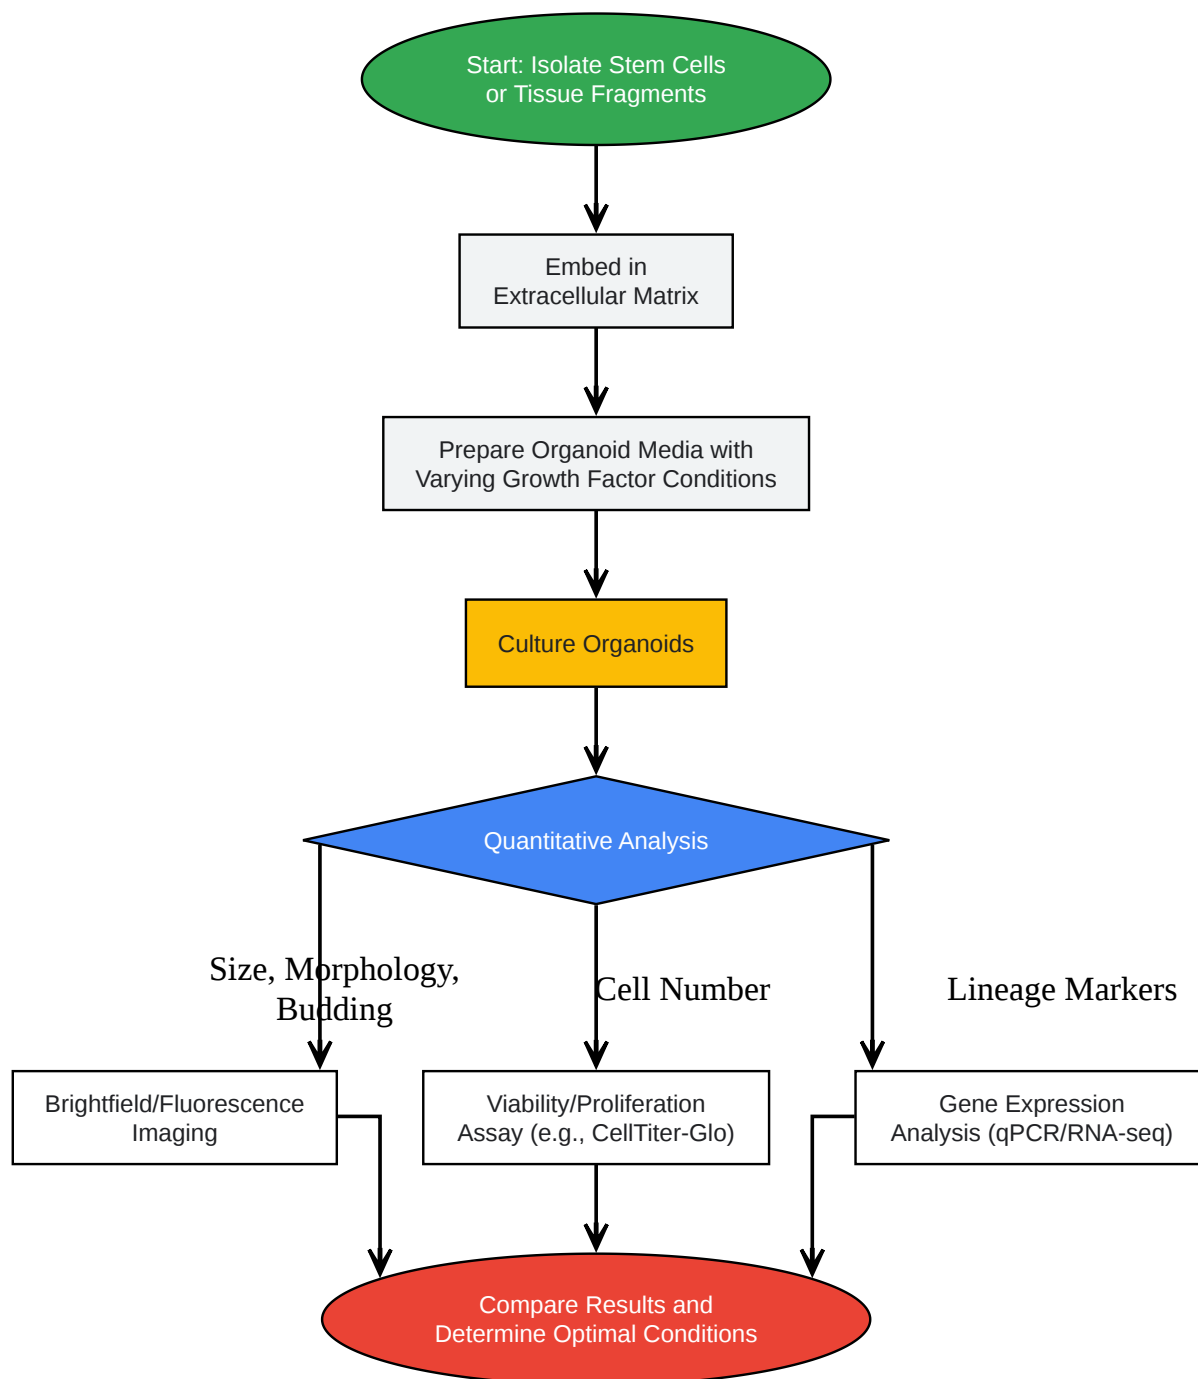 Start: Isolate Stem Cells
or Tissue Fragments
Embed in
Extracellular Matrix
Prepare Organoid Media with
Varying Growth Factor Conditions
Culture Organoids
Quantitative Analysis
Size, Morphology,
Budding
Cell Number
Lineage Markers
Brightfield/Fluorescence
Imaging
Viability/Proliferation
Assay (e.g., CellTiter-Glo)
Gene Expression
Analysis (qPCR/RNA-seq)
Compare Results and
Determine Optimal Conditions